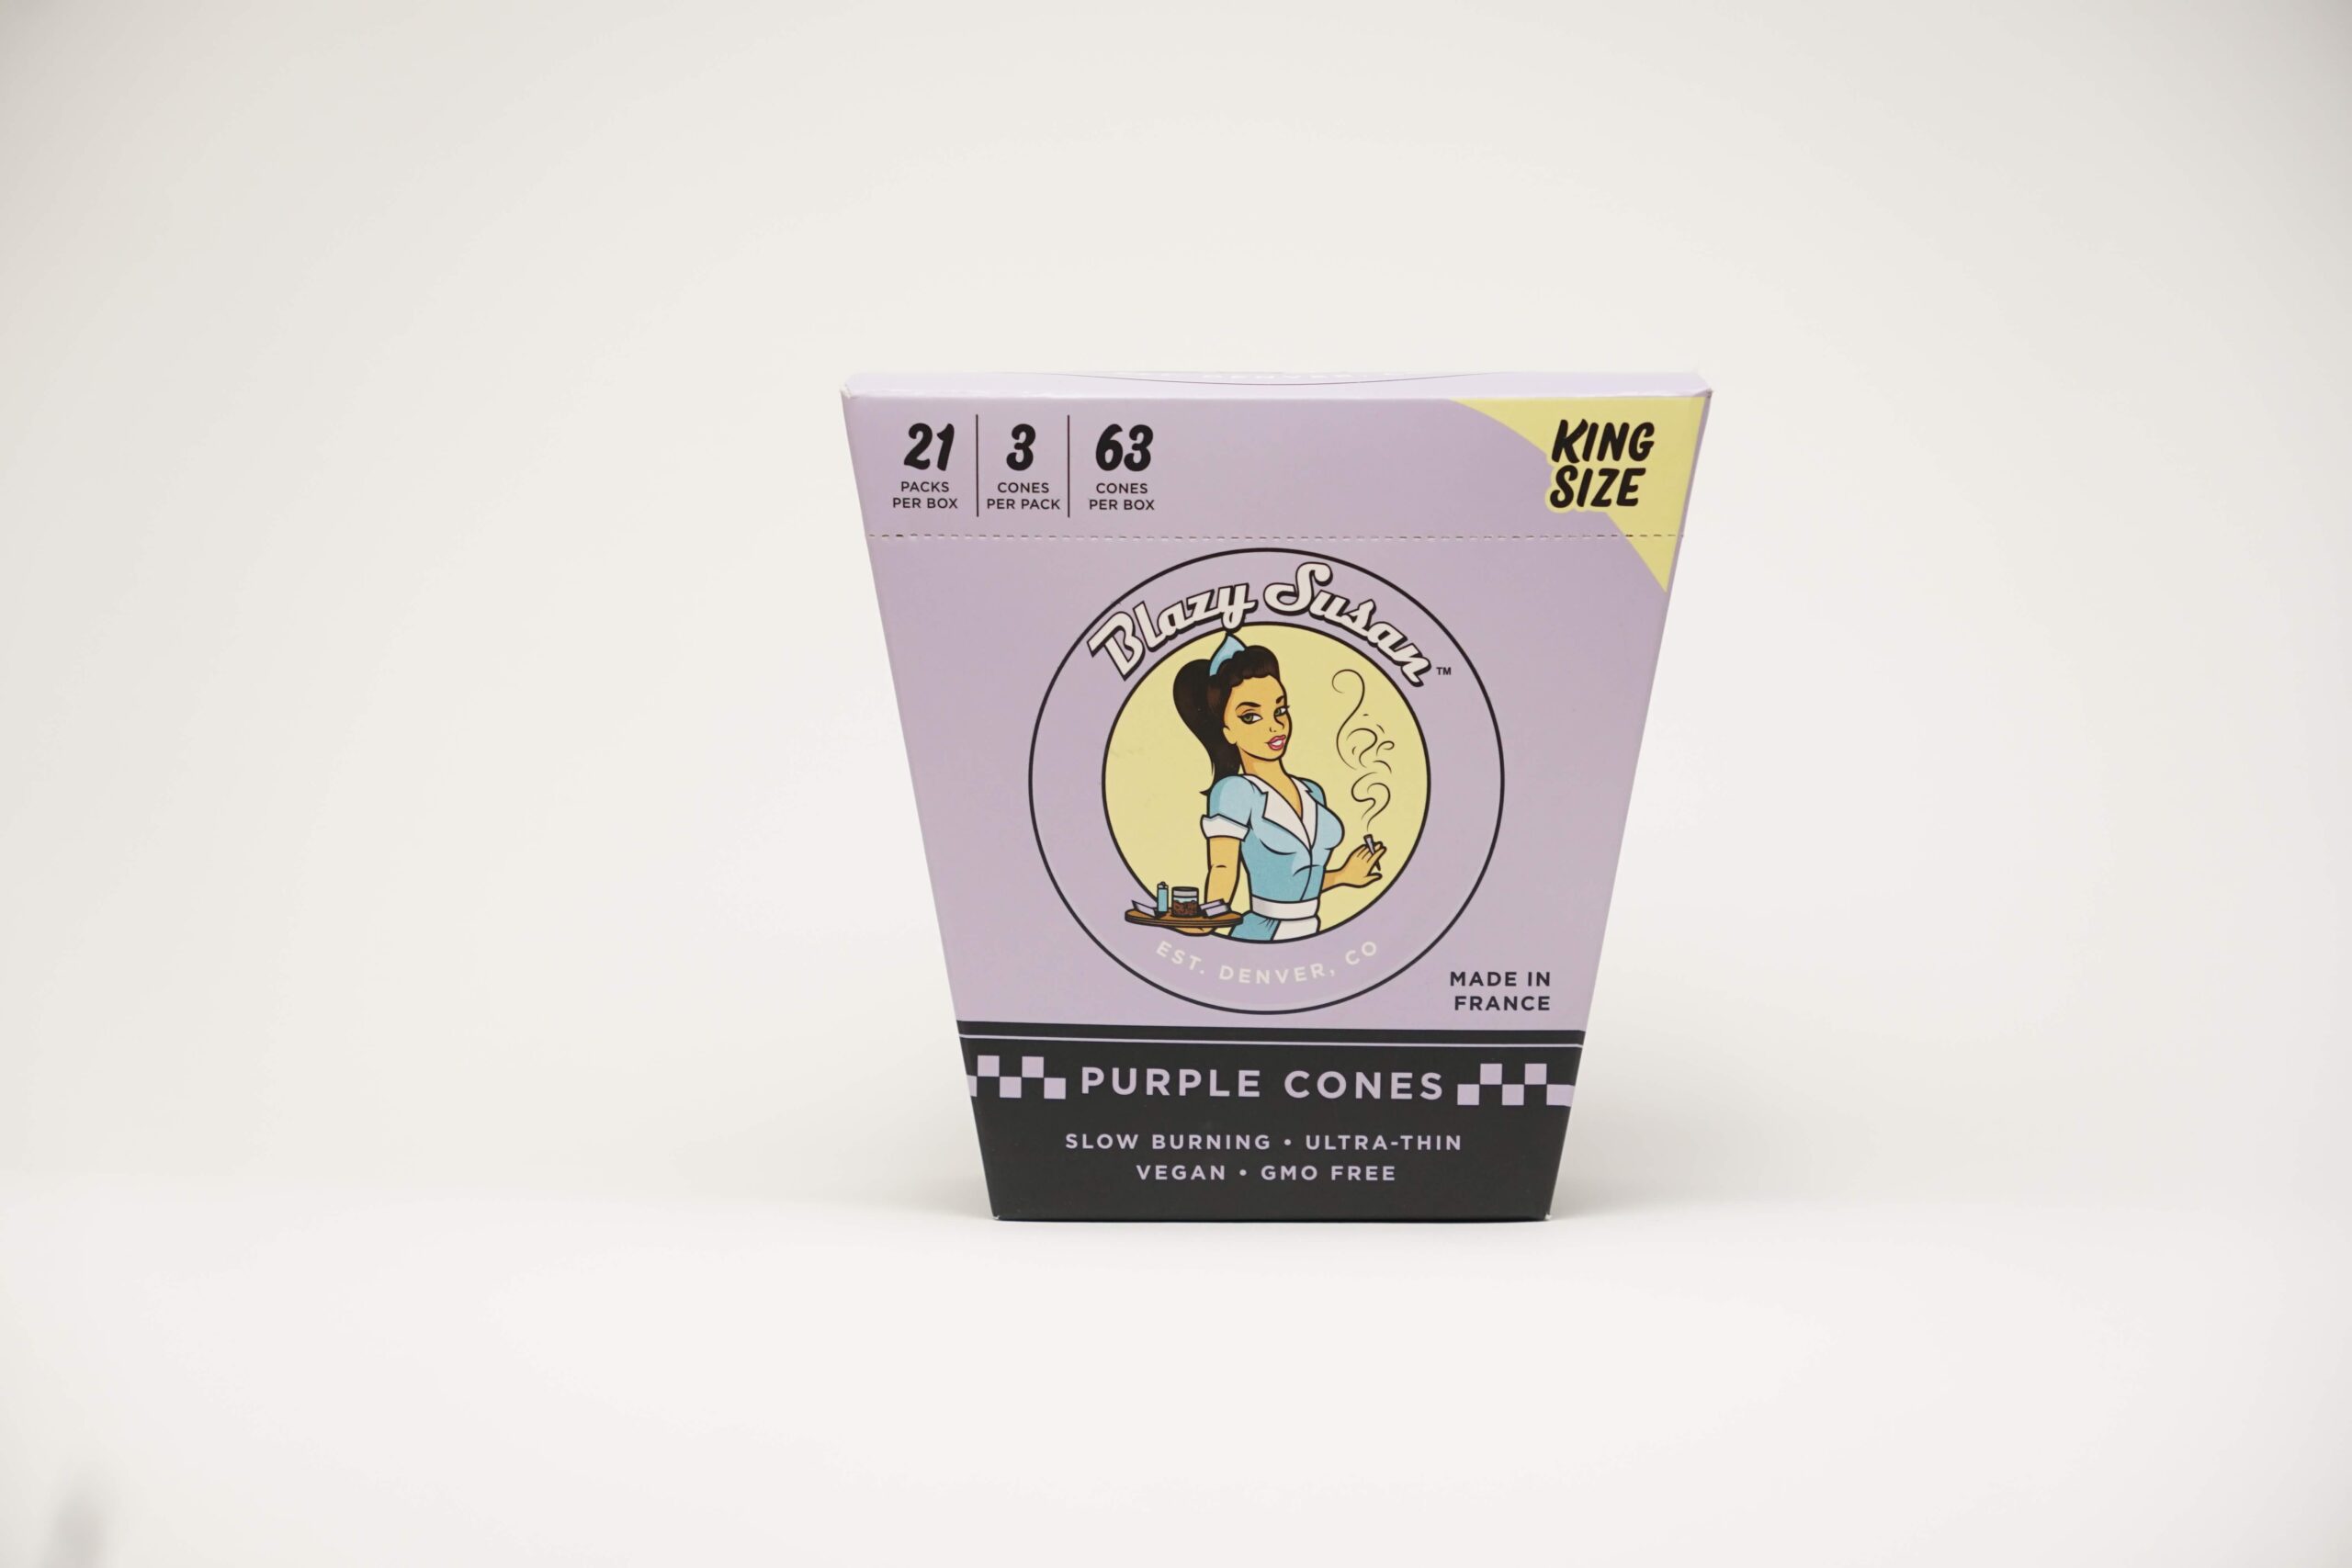 21
PACKS
PER BOX
3
CONES
PER PACK
63
CONES
PER BOX
KING
SIZE
Blazy Susan™
EST. DENVER, CO
MADE IN
FRANCE
PURPLE CONES
SLOW BURNING • ULTRA-THIN
VEGAN • GMO FREE